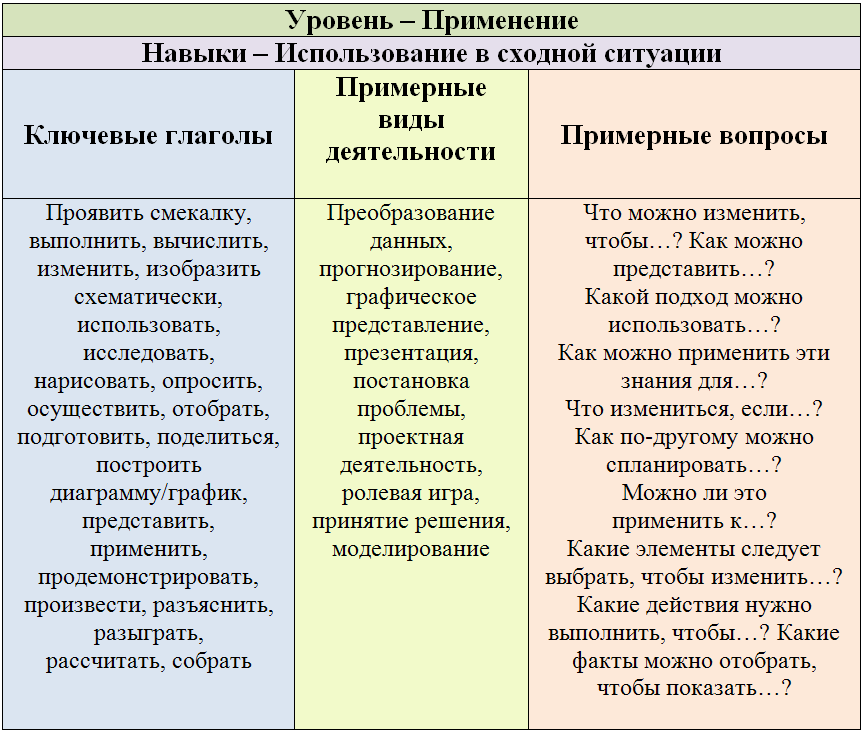 Уровень – Применение
Навыки – Использование в сходной ситуации
Ключевые глаголы
Примерные
виды
деятельности
Примерные вопросы
Проявить смекалку,
выполнить, вычислить,
изменить, изобразить
схематически,
использовать,
исследовать,
нарисовать, опросить,
осуществить, отобрать,
подготовить, поделиться,
построить
диаграмму/график,
представить,
применить,
продемонстрировать,
произвести, разъяснить,
разыграть,
рассчитать, собрать
Преобразование
данных,
прогнозирование,
графическое
представление,
презентация,
постановка
проблемы,
проектная
деятельность,
ролевая игра,
принятие решения,
моделирование
Что можно изменить,
чтобы…? Как можно
представить…?
Какой подход можно
использовать…?
Как можно применить эти
знания для…?
Что измениться, если…?
Как по-другому можно
спланировать…?
Можно ли это
применить к…?
Какие элементы следует
выбрать, чтобы изменить…?
Какие действия нужно
выполнить, чтобы…? Какие
факты можно отобрать,
чтобы показать…?